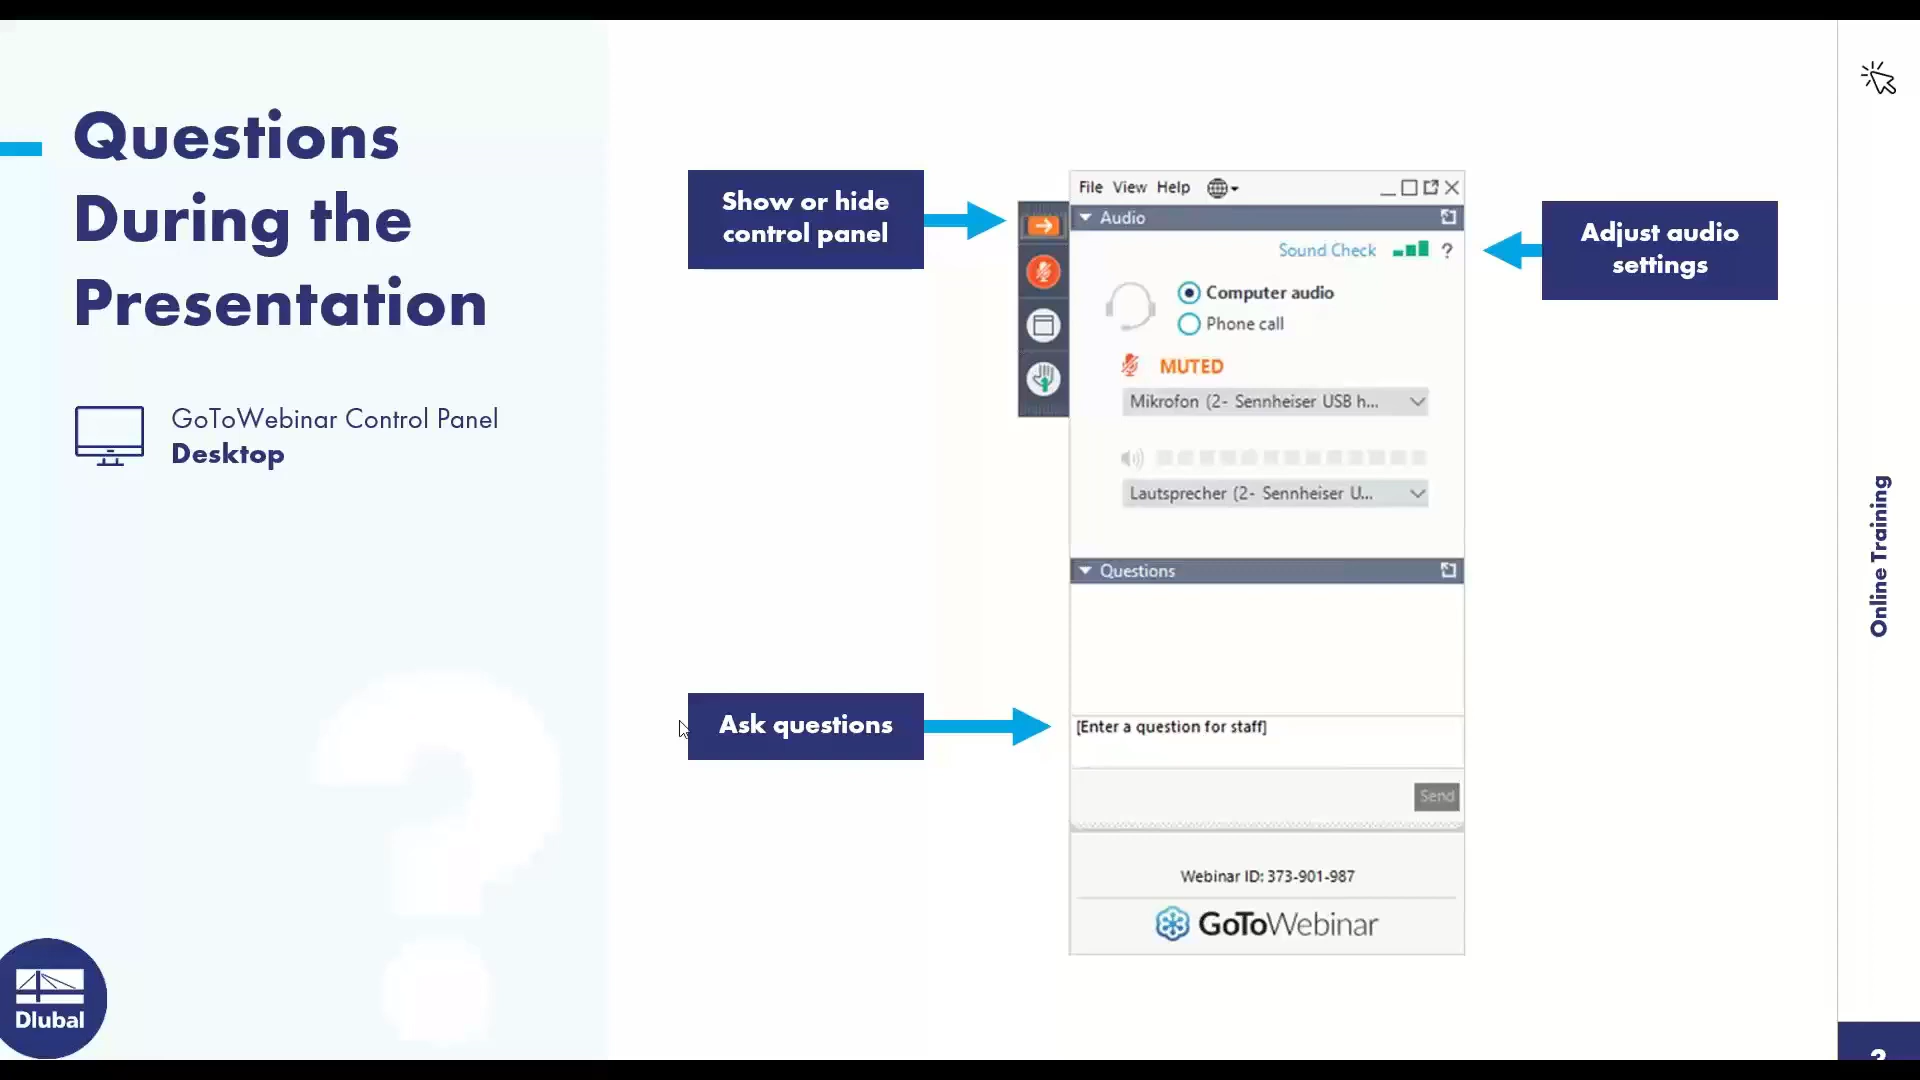 Questions
During the
Presentation
GoToWebinar Control Panel
Desktop
Show or hide
control panel
File View Help
Audio
Sound Check ?
Computer audio
Phone call
MUTED
Mikrofon (2- Sennheiser USB h...
Lautsprecher (2- Sennheiser U...
Adjust audio
settings
Questions
Ask questions
[Enter a question for staff]
Send
Webinar ID: 373-901-987
GoToWebinar
Online Training
Dlubal